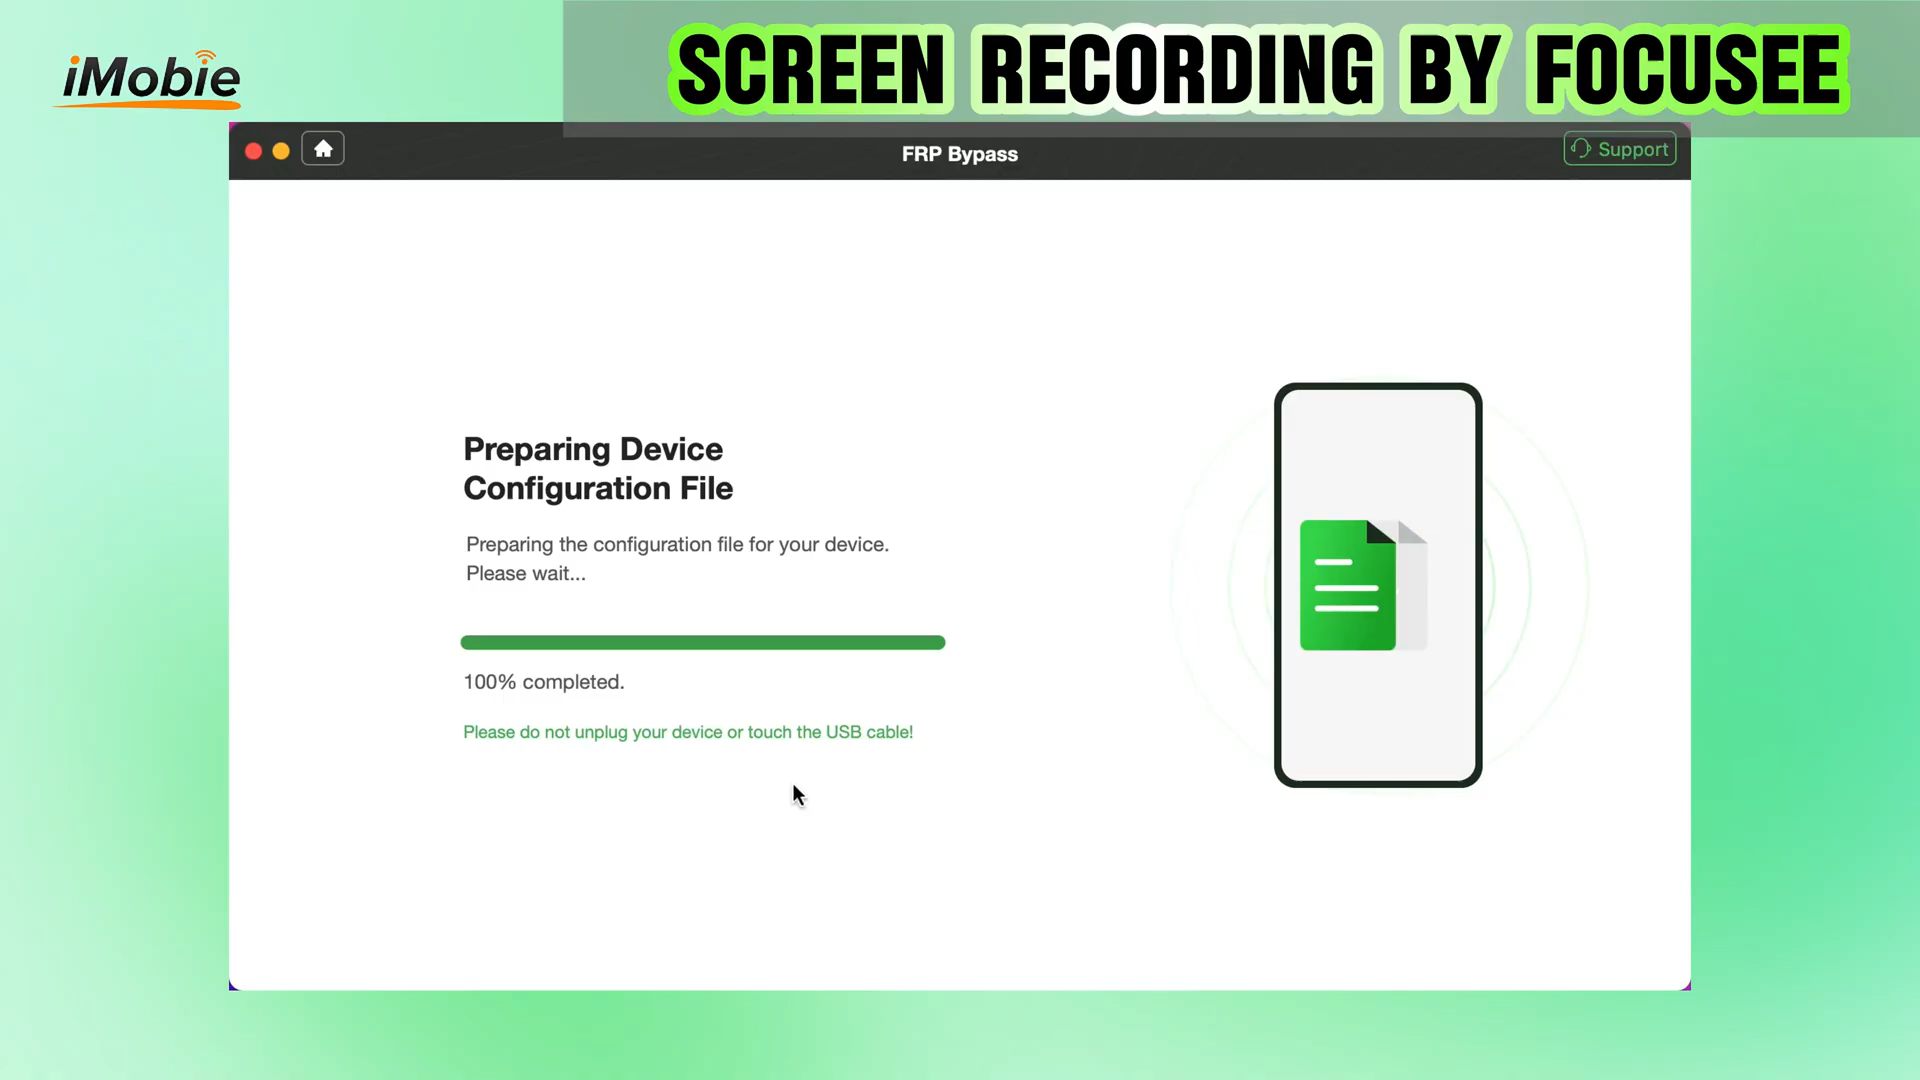 iMobie
SCREEN RECORDING BY FOCUSEE
FRP Bypass
Support
Preparing Device
Configuration File
Preparing the configuration file for your device.
Please wait...
100% completed.
Please do not unplug your device or touch the USB cable!